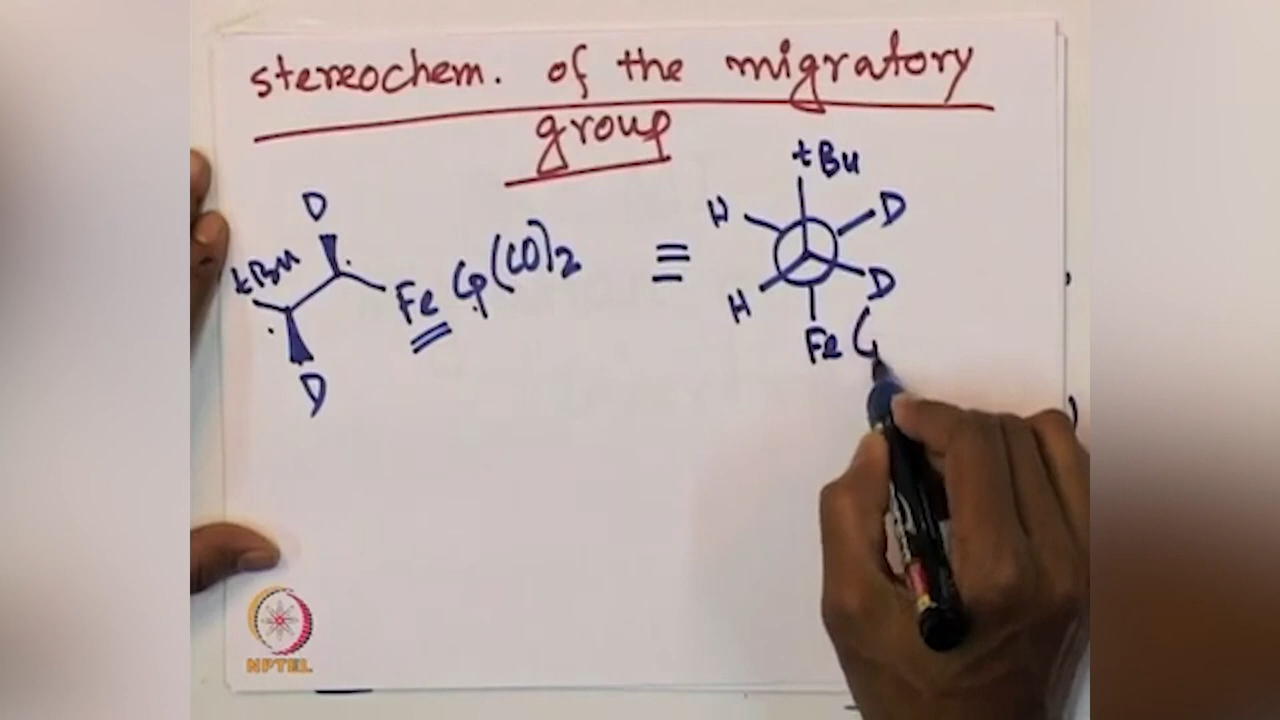 stereochem. of the migratory
group
D
tBu
Fe Cp(CO)2
D
≡
tBu
H
D
H
D
Fe C
NPTEL